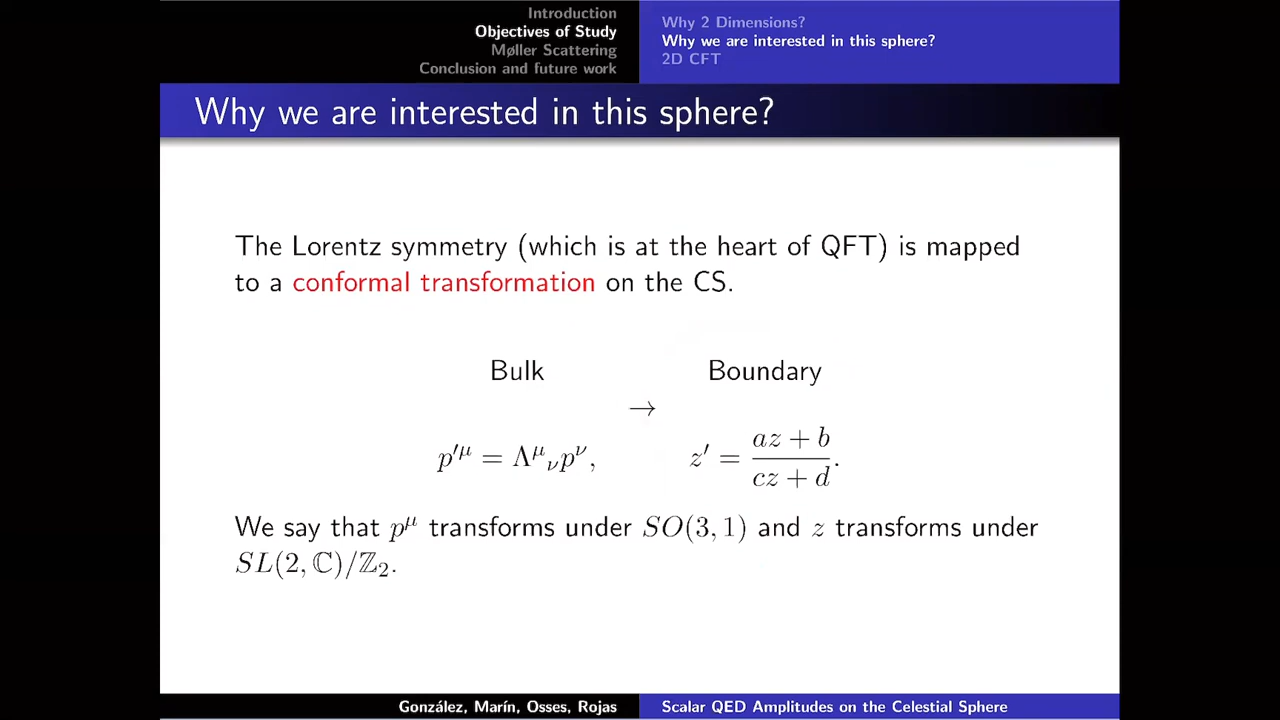 Introduction
Objectives of Study
Møller Scattering
Conclusion and future work
Why 2 Dimensions?
Why we are interested in this sphere?
2D CFT
Why we are interested in this sphere?
The Lorentz symmetry (which is at the heart of QFT) is mapped
to a conformal transformation on the CS.
Bulk → Boundary
p'^μ = Λ^μ_ν p^ν, z' = (az + b)/(cz + d).
We say that p^μ transforms under SO(3, 1) and z transforms under
SL(2, ℂ)/ℤ₂.
González, Marín, Osses, Rojas
Scalar QED Amplitudes on the Celestial Sphere